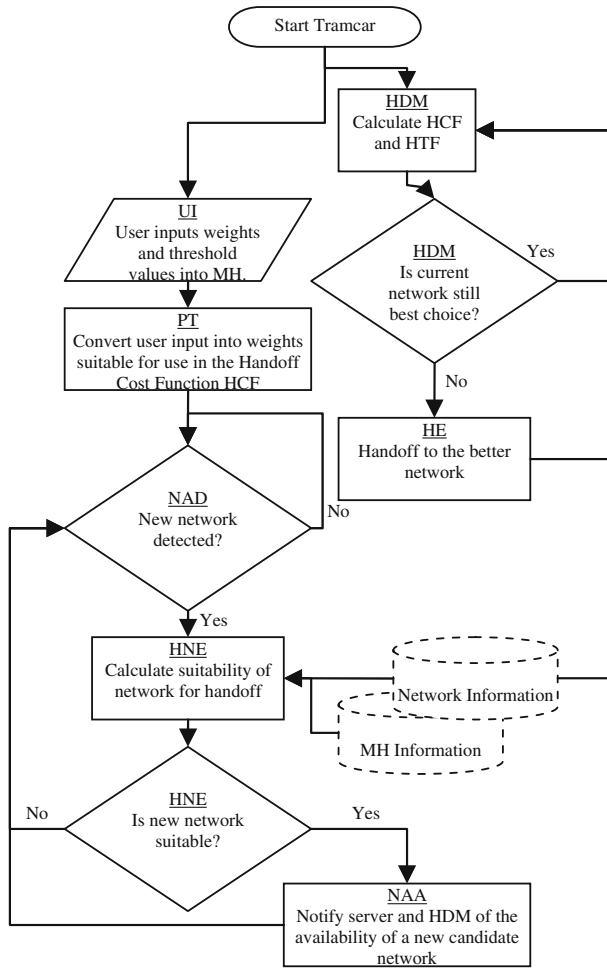 Start Tramcar
HDM
Calculate HCF
and HTF
UI
User inputs weights
and threshold
values into MH.
HDM
Is current
network still
best choice?
Yes
PT
Convert user input into weights
suitable for use in the Handoff
Cost Function HCF
No
HE
Handoff to the better
network
NAD
New network
detected?
No
Yes
HNE
Calculate suitability of
network for handoff
Network Information
MH Information
HNE
Is new network
suitable?
No
Yes
NAA
Notify server and HDM of the
availability of a new candidate
network